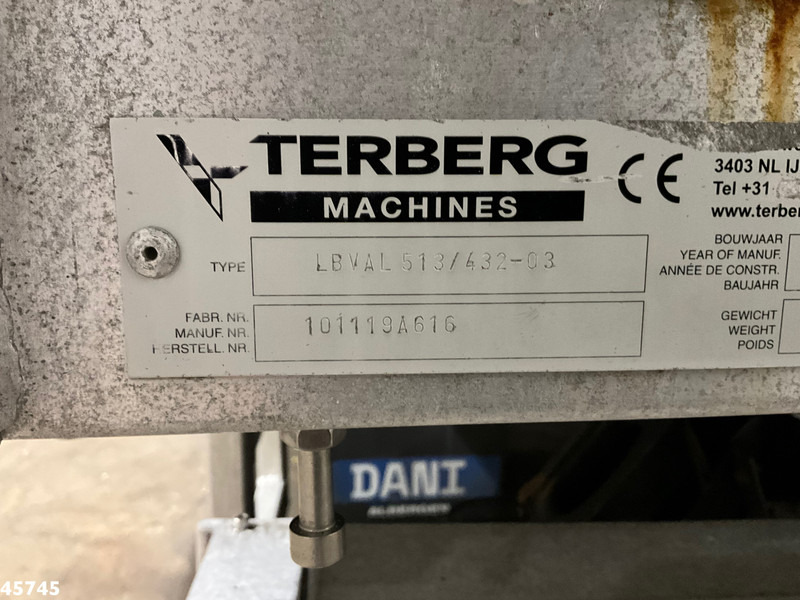 TERBERG
MACHINES
CE
3403 NL IJ
Tel +31
www.terber
TYPE LBVAL 513/432-03
BOUWJAAR
YEAR OF MANUF.
ANNÉE DE CONSTR.
BAUJAHR
FABR. NR.
MANUF. NR.
HERSTELL. NR.
101119A616
GEWICHT
WEIGHT
POIDS
DANI
ALBERGEN
45745